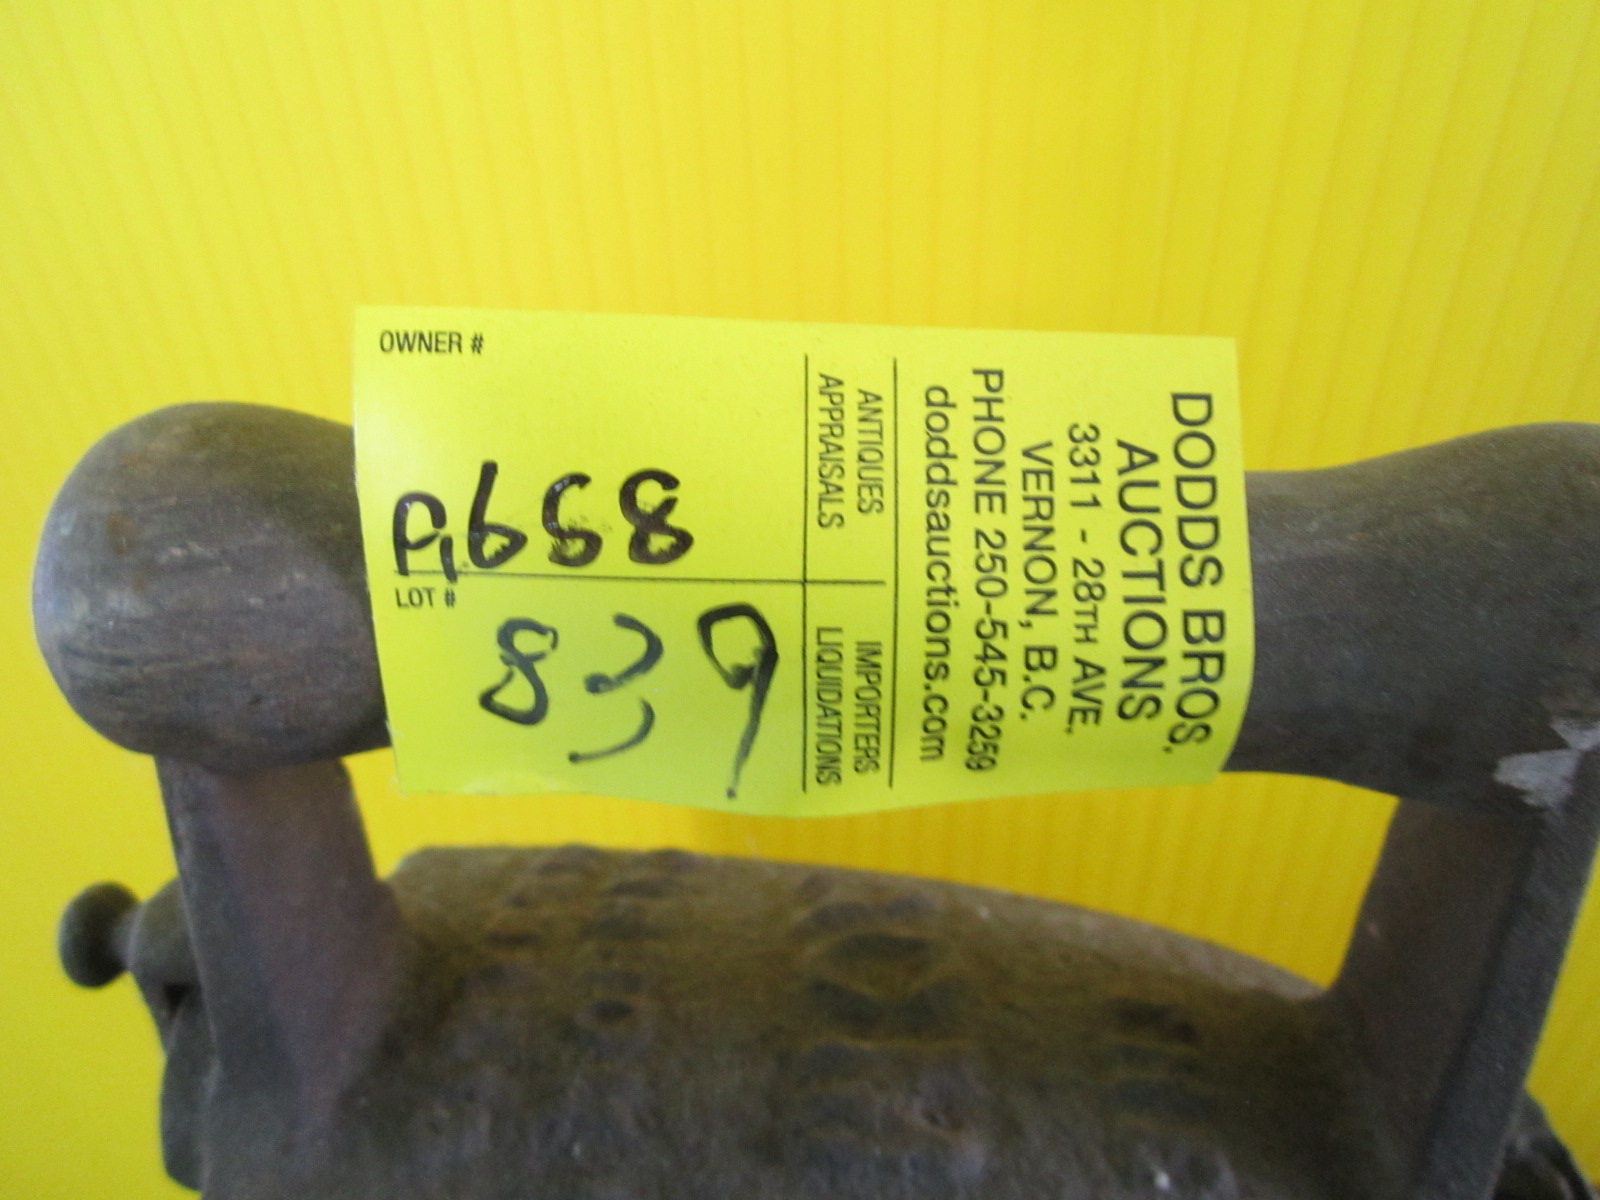 OWNER #
LOT #
839
ANTIQUES
APPRAISALS
IMPORTERS
LIQUIDATIONS
DODDS BROS.
AUCTIONS
3311 - 28TH AVE.
VERNON, B.C.
PHONE 250-545-3259
doddsauctions.com